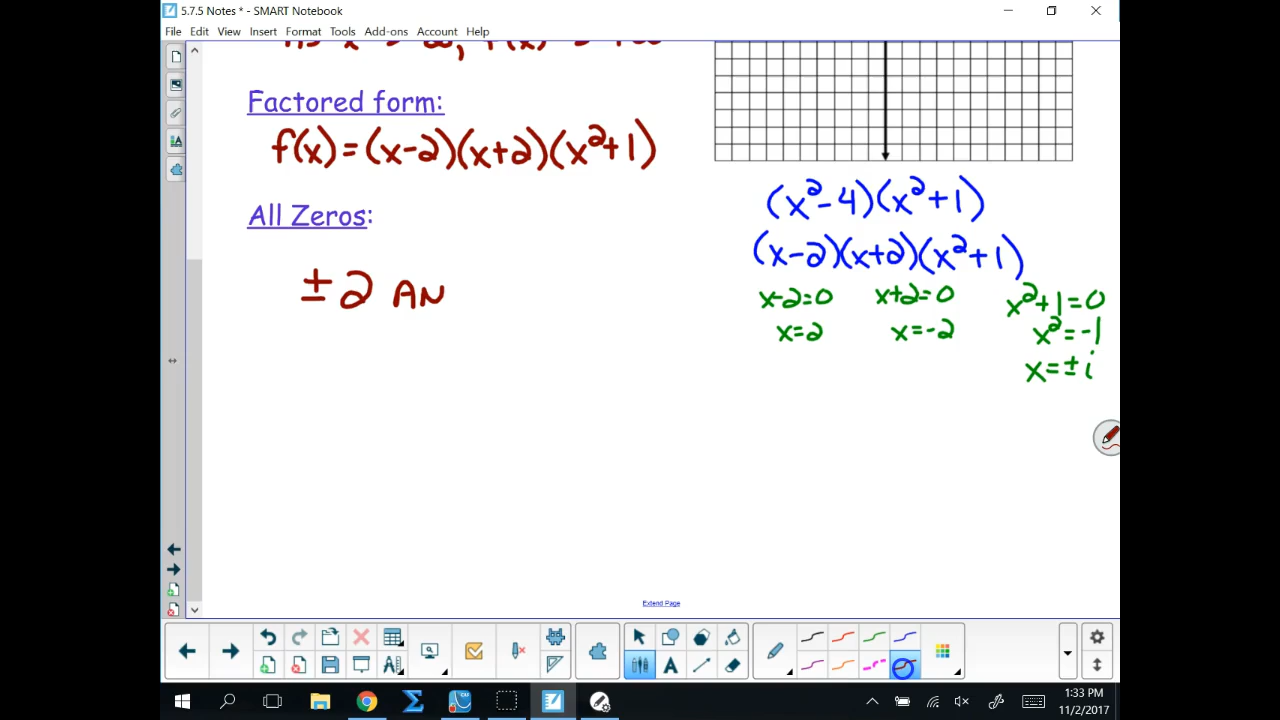 5.7.5 Notes * - SMART Notebook
File Edit View Insert Format Tools Add-ons Account Help
Factored form:
f(x)=(x-2)(x+2)(x²+1)
All Zeros:
±2 AN
(x²-4)(x²+1)
(x-2)(x+2)(x²+1)
x-2=0 x+2=0 x²+1=0
x=2 x=-2 x²=-1
x=±i
Extend Page
1:33 PM
11/2/2017